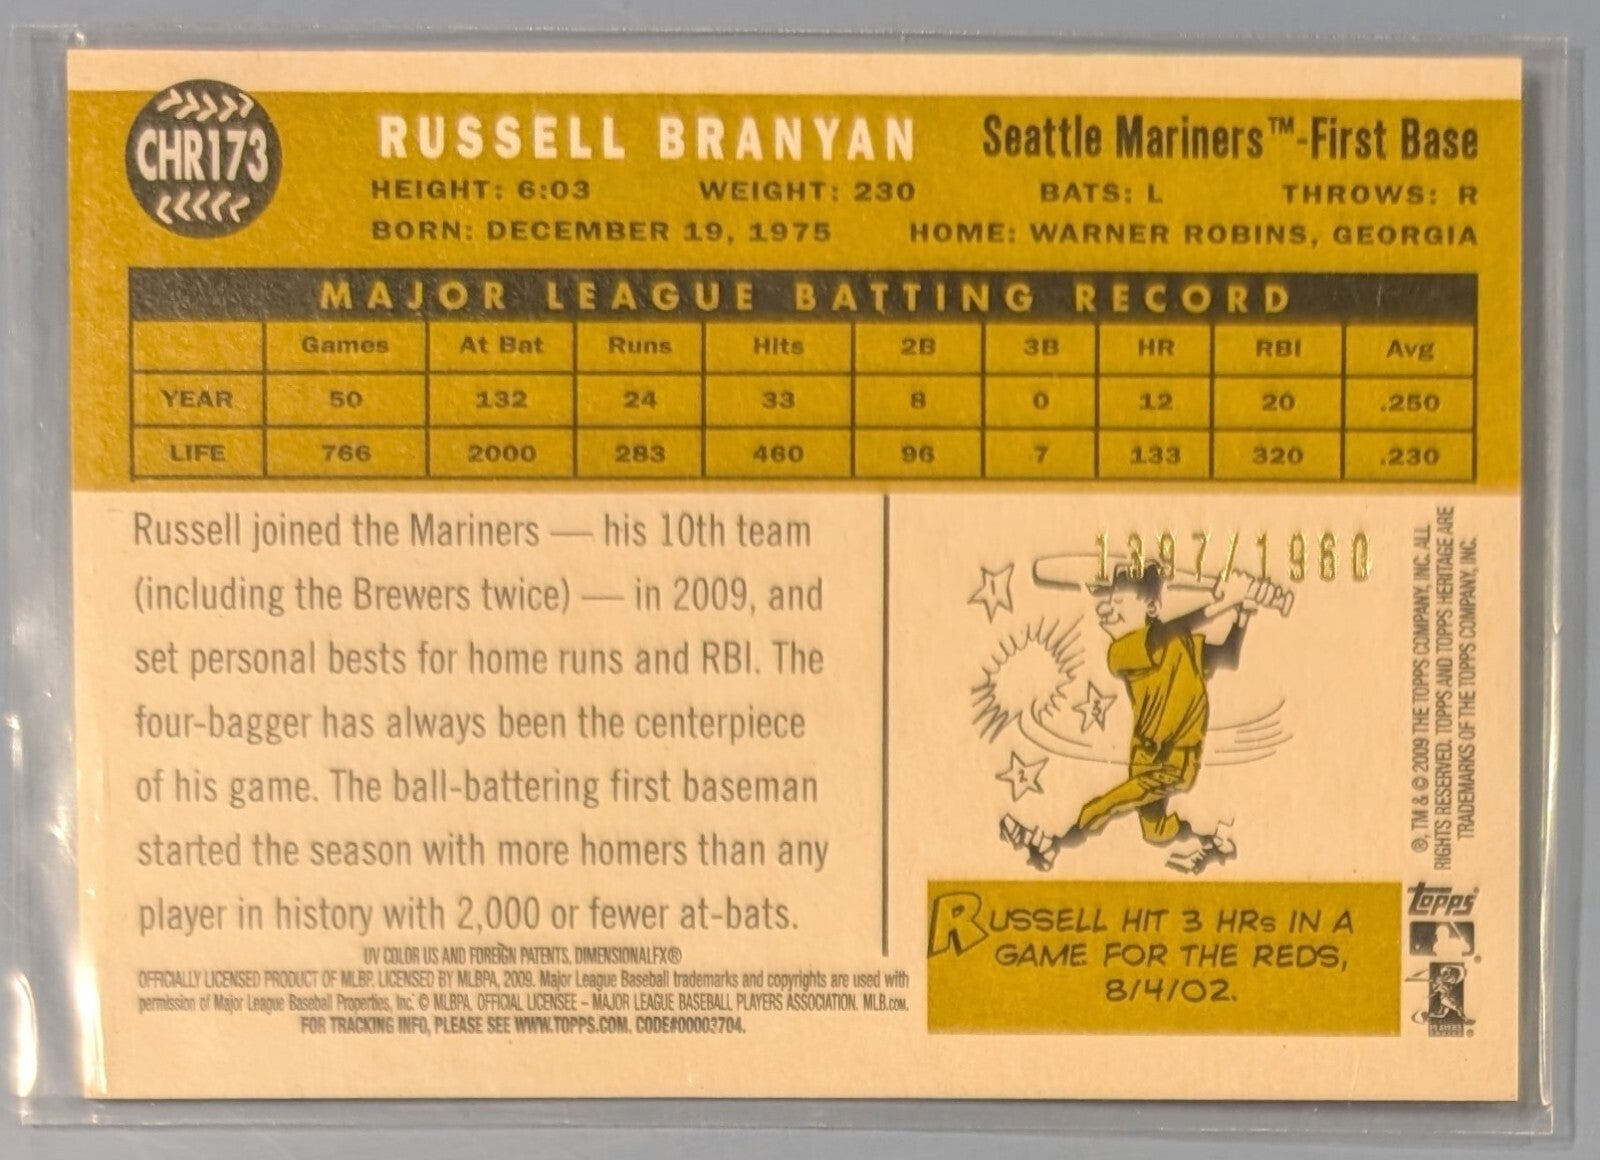 CHR173
RUSSELL BRANYAN
Seattle Mariners™-First Base
HEIGHT: 6:03 WEIGHT: 230 BATS: L THROWS: R
BORN: DECEMBER 19, 1975 HOME: WARNER ROBINS, GEORGIA
MAJOR LEAGUE BATTING RECORD
Games At Bat Runs Hits 2B 3B HR RBI Avg
YEAR 50 132 24 33 8 0 12 20 .250
LIFE 766 2000 283 460 96 7 133 320 .230
Russell joined the Mariners — his 10th team
(including the Brewers twice) — in 2009, and
set personal bests for home runs and RBI. The
four-bagger has always been the centerpiece
of his game. The ball-battering first baseman
started the season with more homers than any
player in history with 2,000 or fewer at-bats.
UV COLOR US AND FOREIGN PATENTS, DIMENSIONALFX®
OFFICIALLY LICENSED PRODUCT OF MLBP. LICENSED BY MLBPA, 2009. Major League Baseball trademarks and copyrights are used with
permission of Major League Baseball Properties, Inc. © MLBPA, OFFICIAL LICENSEE – MAJOR LEAGUE BASEBALL PLAYERS ASSOCIATION. MLB.COM.
FOR TRACKING INFO, PLEASE SEE WWW.TOPPS.COM. CODE#00003704.
1397/1960
1
3
2
RUSSELL HIT 3 HRs IN A
GAME FOR THE REDS,
8/4/02.
®, TM & © 2009 THE TOPPS COMPANY, INC. ALL
RIGHTS RESERVED. TOPPS AND TOPPS HERITAGE ARE
TRADEMARKS OF THE TOPPS COMPANY, INC.
Topps®
PLAYERS